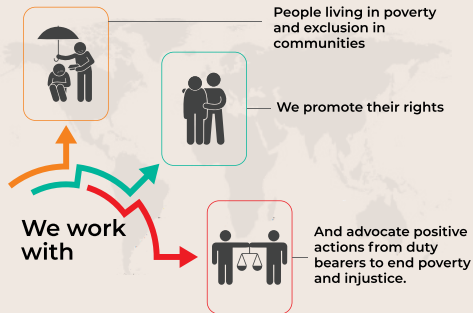 People living in poverty
and exclusion in
communities
We promote their rights
We work
with
And advocate positive
actions from duty
bearers to end poverty
and injustice.